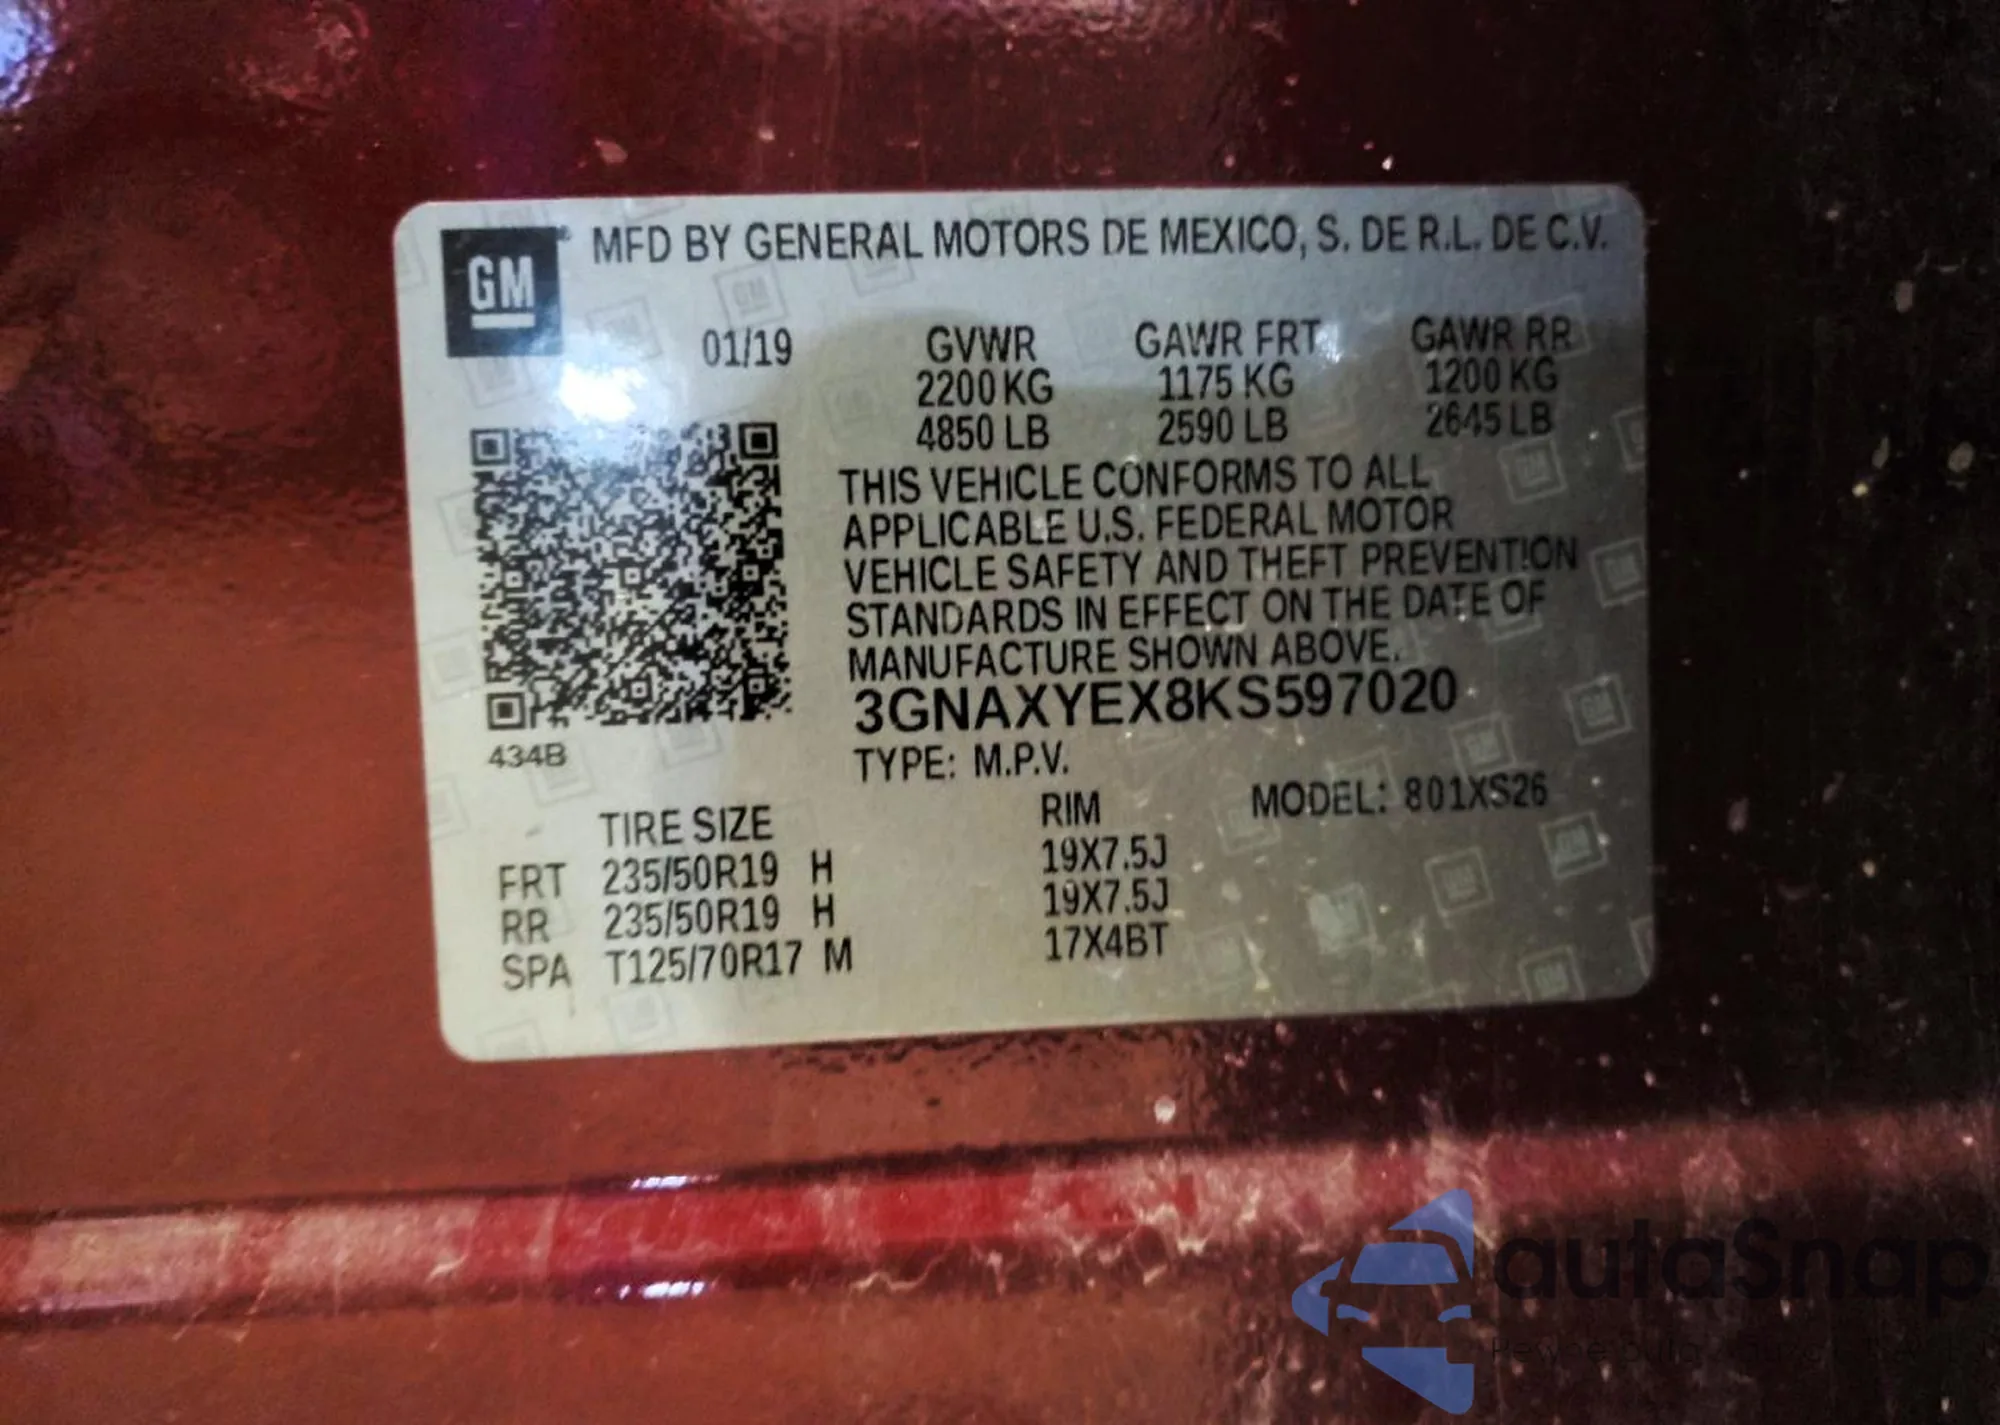 GM
MFD BY GENERAL MOTORS DE MEXICO, S. DE R.L. DE C.V.
01/19 GVWR GAWR FRT GAWR RR
2200 KG 1175 KG 1200 KG
4850 LB 2590 LB 2645 LB
THIS VEHICLE CONFORMS TO ALL
APPLICABLE U.S. FEDERAL MOTOR
VEHICLE SAFETY AND THEFT PREVENTION
STANDARDS IN EFFECT ON THE DATE OF
MANUFACTURE SHOWN ABOVE.
3GNAXYEX8KS597020
434B
TYPE: M.P.V.
TIRE SIZE RIM MODEL: 801XS26
FRT 235/50R19 H 19X7.5J
RR 235/50R19 H 19X7.5J
SPA T125/70R17 M 17X4BT
autaSnap